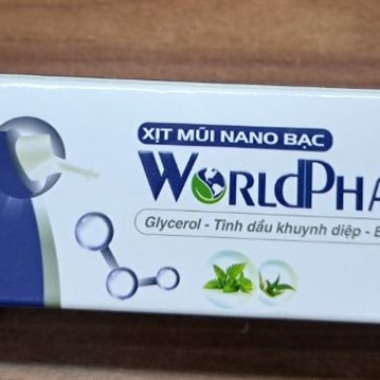 XỊT MŨI NANO BẠC
WORLDPHA
Glycerol - Tinh dầu khuynh diệp -